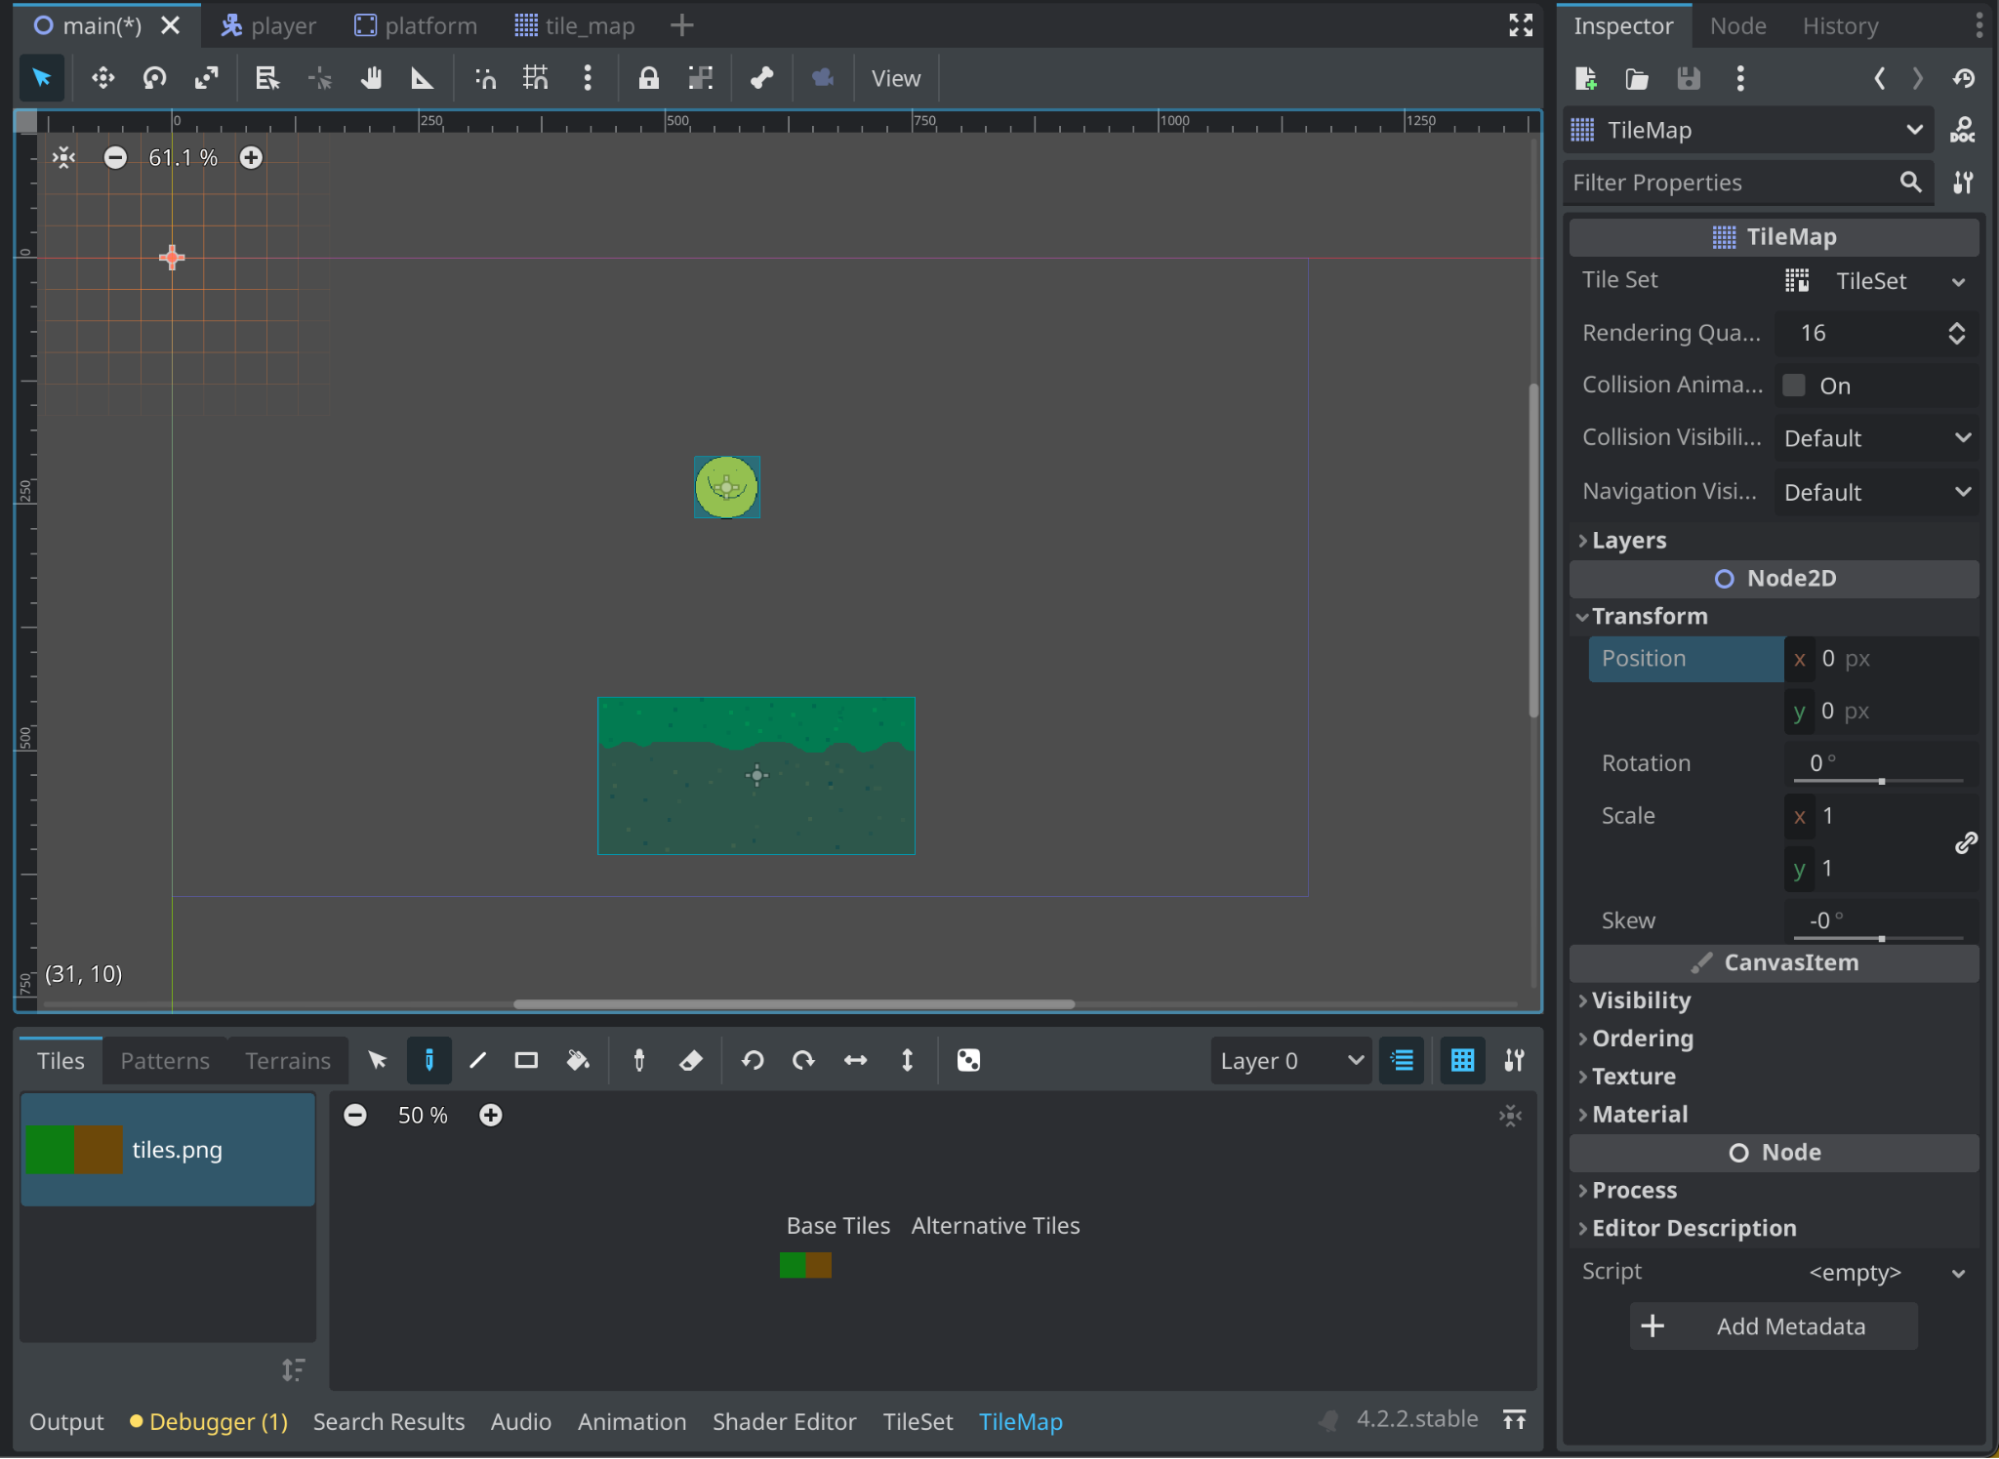 main(*) player platform tile_map
View
0 250 500 750 1000 1250
61.1 %
0
250
500
750
(31, 10)
Tiles Patterns Terrains Layer 0
tiles.png
50 %
Base Tiles Alternative Tiles
Output Debugger (1) Search Results Audio Animation Shader Editor TileSet TileMap 4.2.2.stable
Inspector Node History
TileMap
DOC
Filter Properties
TileMap
Tile Set TileSet
Rendering Qua... 16
Collision Anima... On
Collision Visibili... Default
Navigation Visi... Default
Layers
Node2D
Transform
Position x 0 px
y 0 px
Rotation 0 °
Scale x 1
y 1
Skew -0 °
CanvasItem
Visibility
Ordering
Texture
Material
Node
Process
Editor Description
Script <empty>
Add Metadata